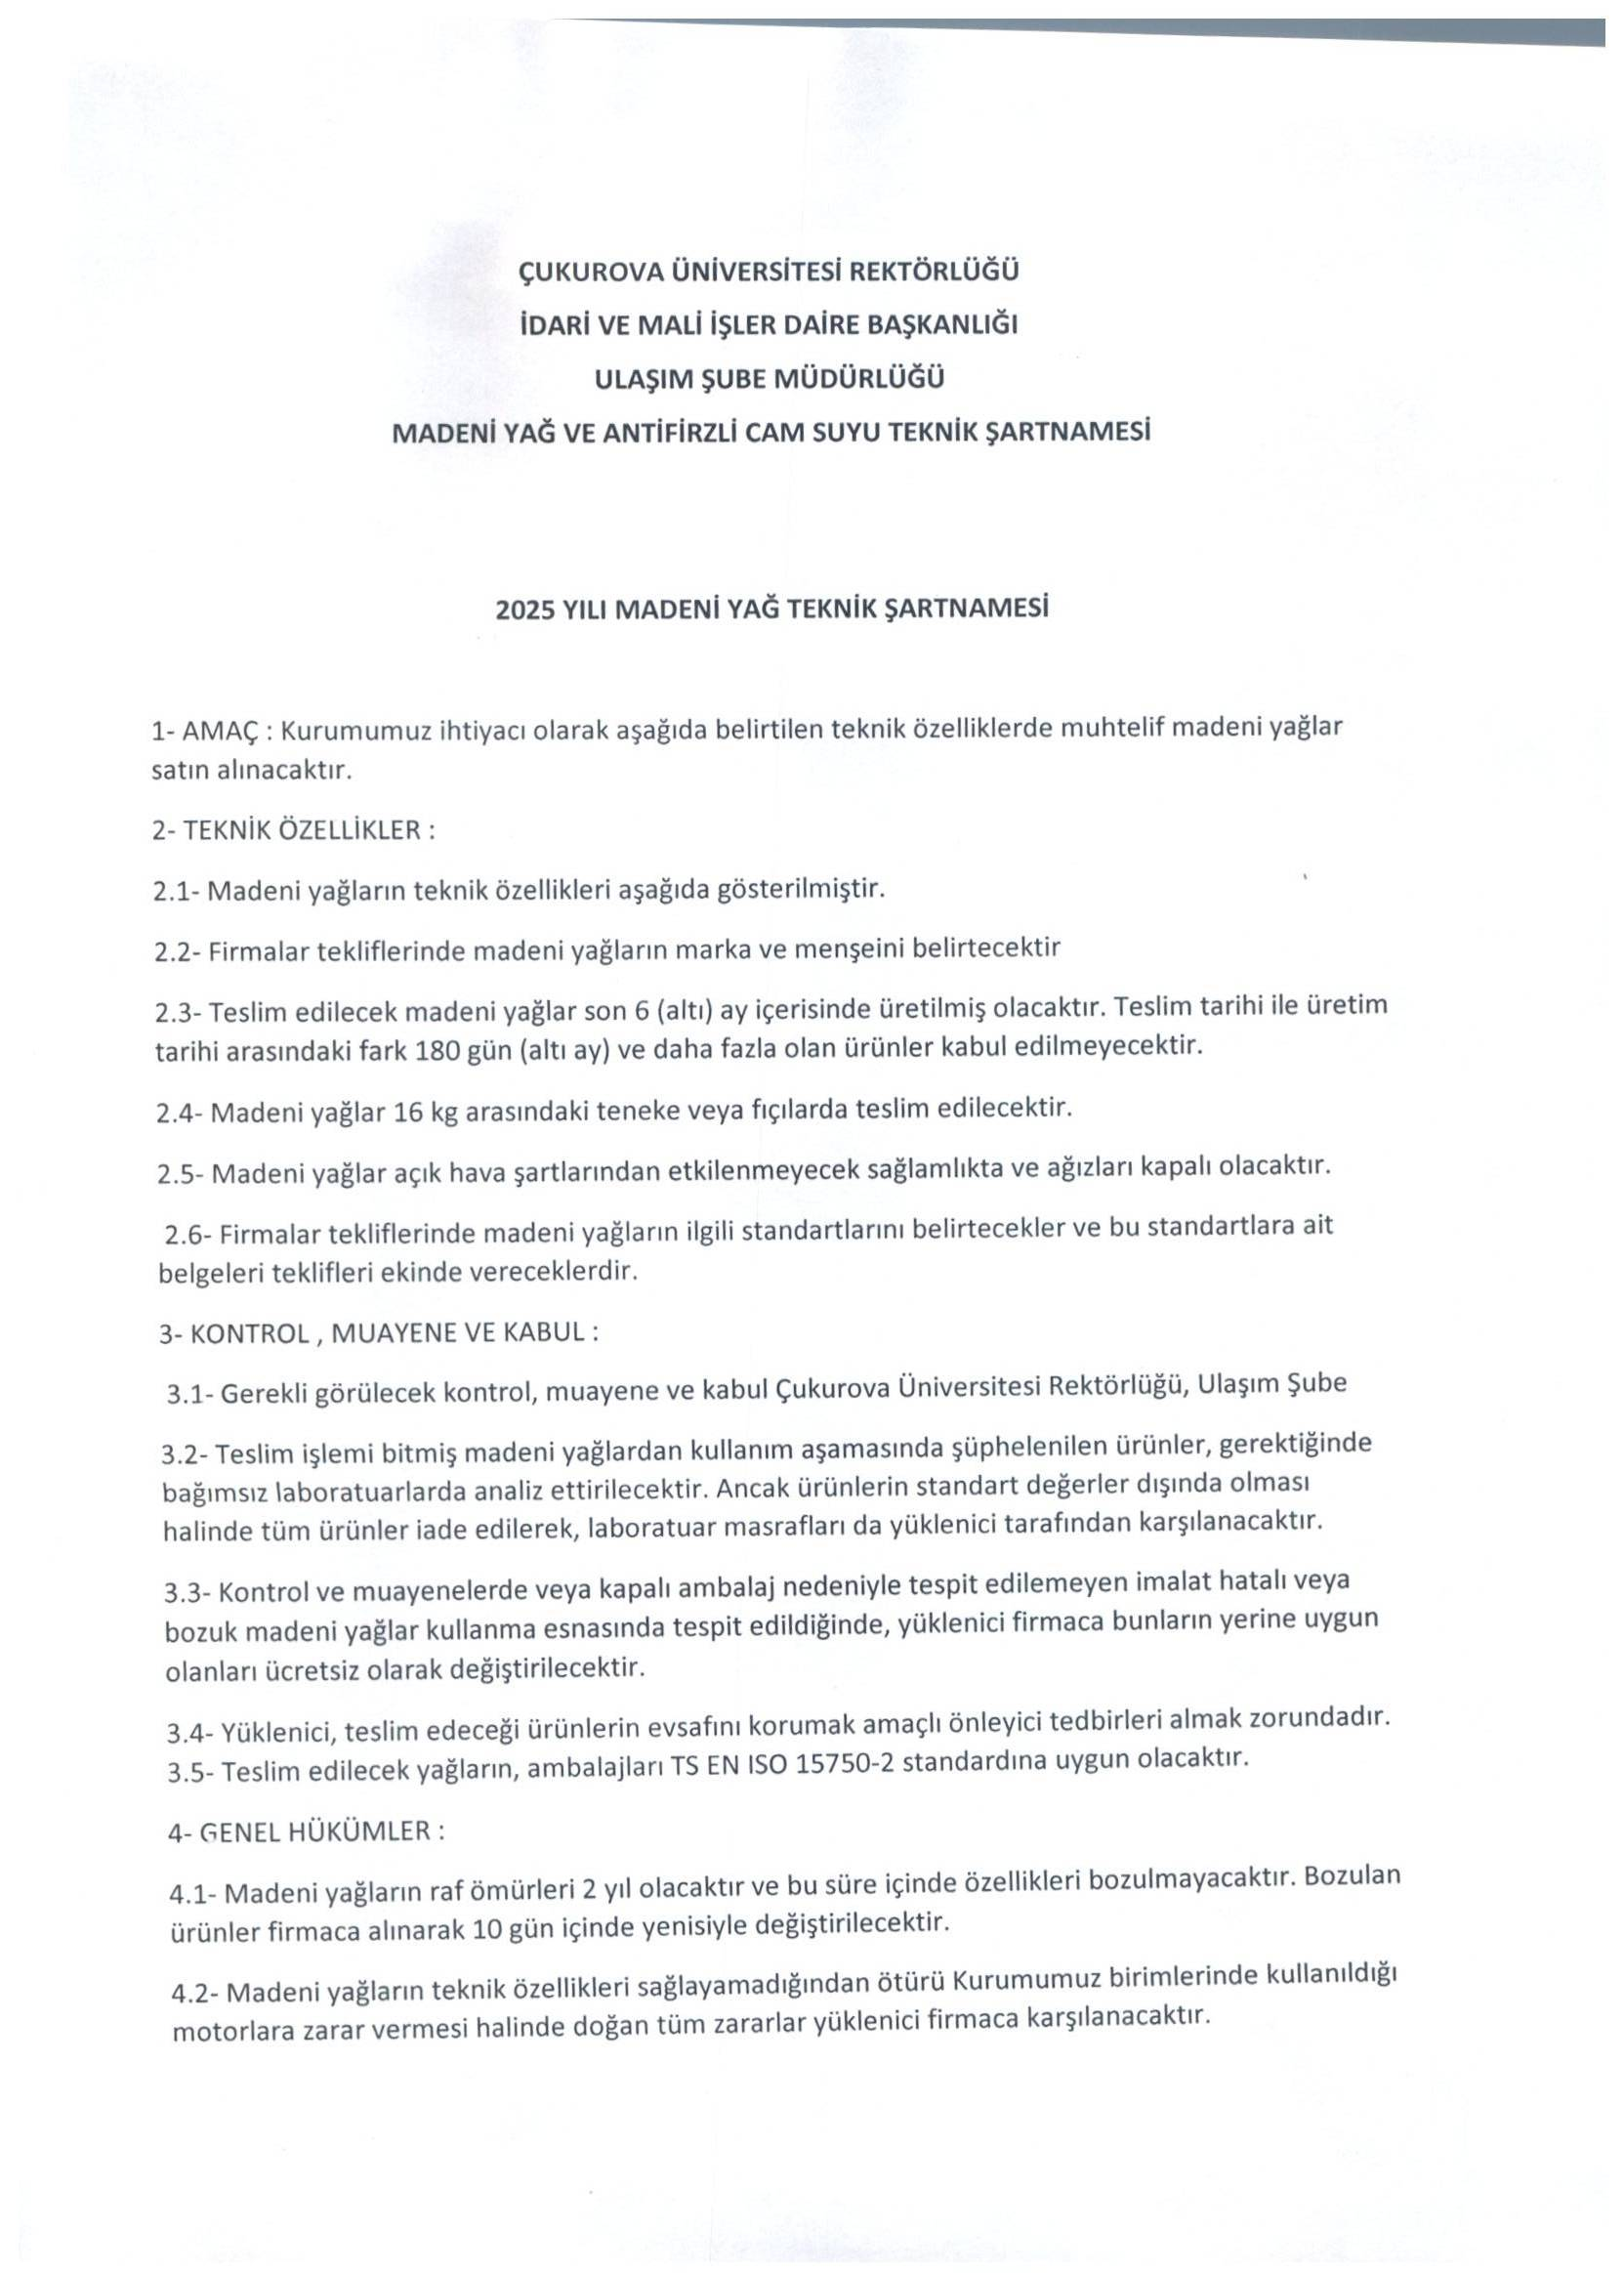 ÇUKUROVA ÜNİVERSİTESİ REKTÖRLÜĞÜ
İDARİ VE MALİ İŞLER DAİRE BAŞKANLIĞI
ULAŞIM ŞUBE MÜDÜRLÜĞÜ
MADENİ YAĞ VE ANTİFİRZLİ CAM SUYU TEKNİK ŞARTNAMESİ
2025 YILI MADENİ YAĞ TEKNİK ŞARTNAMESİ
1- AMAÇ : Kurumumuz ihtiyacı olarak aşağıda belirtilen teknik özelliklerde muhtelif madeni yağlar
satın alınacaktır.
2- TEKNİK ÖZELLİKLER :
2.1- Madeni yağların teknik özellikleri aşağıda gösterilmiştir.
2.2- Firmalar tekliflerinde madeni yağların marka ve menşeini belirtecektir
2.3- Teslim edilecek madeni yağlar son 6 (altı) ay içerisinde üretilmiş olacaktır. Teslim tarihi ile üretim
tarihi arasındaki fark 180 gün (altı ay) ve daha fazla olan ürünler kabul edilmeyecektir.
2.4- Madeni yağlar 16 kg arasındaki teneke veya fıçılarda teslim edilecektir.
2.5- Madeni yağlar açık hava şartlarından etkilenmeyecek sağlamlıkta ve ağızları kapalı olacaktır.
2.6- Firmalar tekliflerinde madeni yağların ilgili standartlarını belirtecekler ve bu standartlara ait
belgeleri teklifleri ekinde vereceklerdir.
3- KONTROL , MUAYENE VE KABUL :
3.1- Gerekli görülecek kontrol, muayene ve kabul Çukurova Üniversitesi Rektörlüğü, Ulaşım Şube
3.2- Teslim işlemi bitmiş madeni yağlardan kullanım aşamasında şüphelenilen ürünler, gerektiğinde
bağımsız laboratuarlarda analiz ettirilecektir. Ancak ürünlerin standart değerler dışında olması
halinde tüm ürünler iade edilerek, laboratuar masrafları da yüklenici tarafından karşılanacaktır.
3.3- Kontrol ve muayenelerde veya kapalı ambalaj nedeniyle tespit edilemeyen imalat hatalı veya
bozuk madeni yağlar kullanma esnasında tespit edildiğinde, yüklenici firmaca bunların yerine uygun
olanları ücretsiz olarak değiştirilecektir.
3.4- Yüklenici, teslim edeceği ürünlerin evsafını korumak amaçlı önleyici tedbirleri almak zorundadır.
3.5- Teslim edilecek yağların, ambalajları TS EN ISO 15750-2 standardına uygun olacaktır.
4- GENEL HÜKÜMLER :
4.1- Madeni yağların raf ömürleri 2 yıl olacaktır ve bu süre içinde özellikleri bozulmayacaktır. Bozulan
ürünler firmaca alınarak 10 gün içinde yenisiyle değiştirilecektir.
4.2- Madeni yağların teknik özellikleri sağlayamadığından ötürü Kurumumuz birimlerinde kullanıldığı
motorlara zarar vermesi halinde doğan tüm zararlar yüklenici firmaca karşılanacaktır.